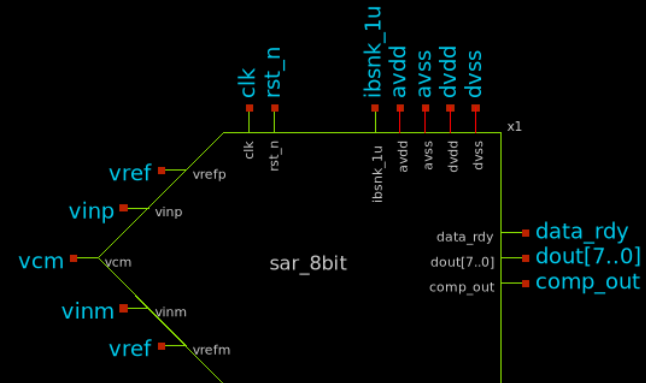 clk
rst_n
ibsnk_1u
avdd
avss
dvdd
dvss
x1
clk
rst_n
ibsnk_1u
avdd
avss
dvdd
dvss
vref
vrefp
vinp
vinp
vcm
vcm
vinm
vinm
vref
vrefm
sar_8bit
data_rdy
data_rdy
dout[7..0]
dout[7..0]
comp_out
comp_out